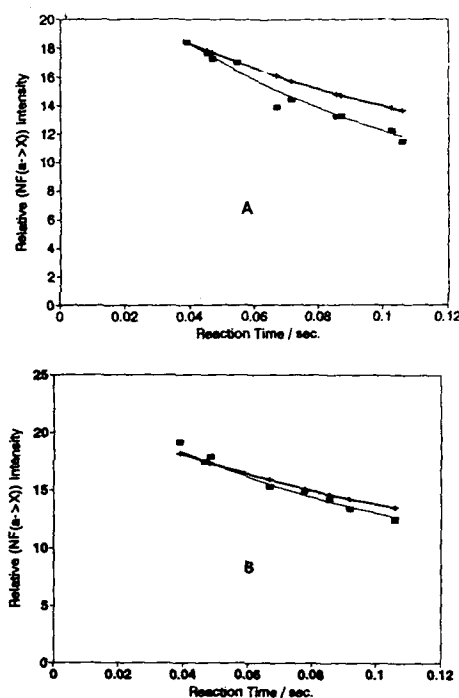 Relative (NF(a->X)) Intensity
20
18
16
14
12
10
8
6
4
2
0
A
0 0.02 0.04 0.06 0.08 0.1 0.12
Reaction Time / sec.
Relative (NF(a->X)) Intensity
25
20
15
10
5
0
B
0 0.02 0.04 0.06 0.08 0.1 0.12
Reaction Time / sec.